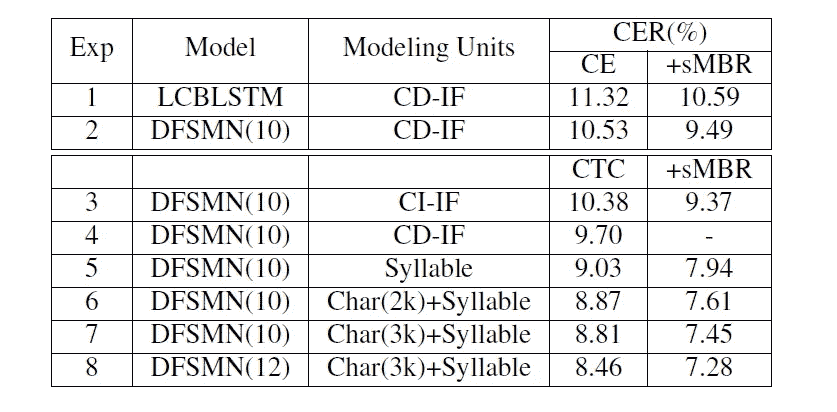 Exp Model Modeling Units CER(%)
CE +sMBR
1 LCBLSTM CD-IF 11.32 10.59
2 DFSMN(10) CD-IF 10.53 9.49
CTC +sMBR
3 DFSMN(10) CI-IF 10.38 9.37
4 DFSMN(10) CD-IF 9.70 -
5 DFSMN(10) Syllable 9.03 7.94
6 DFSMN(10) Char(2k)+Syllable 8.87 7.61
7 DFSMN(10) Char(3k)+Syllable 8.81 7.45
8 DFSMN(12) Char(3k)+Syllable 8.46 7.28